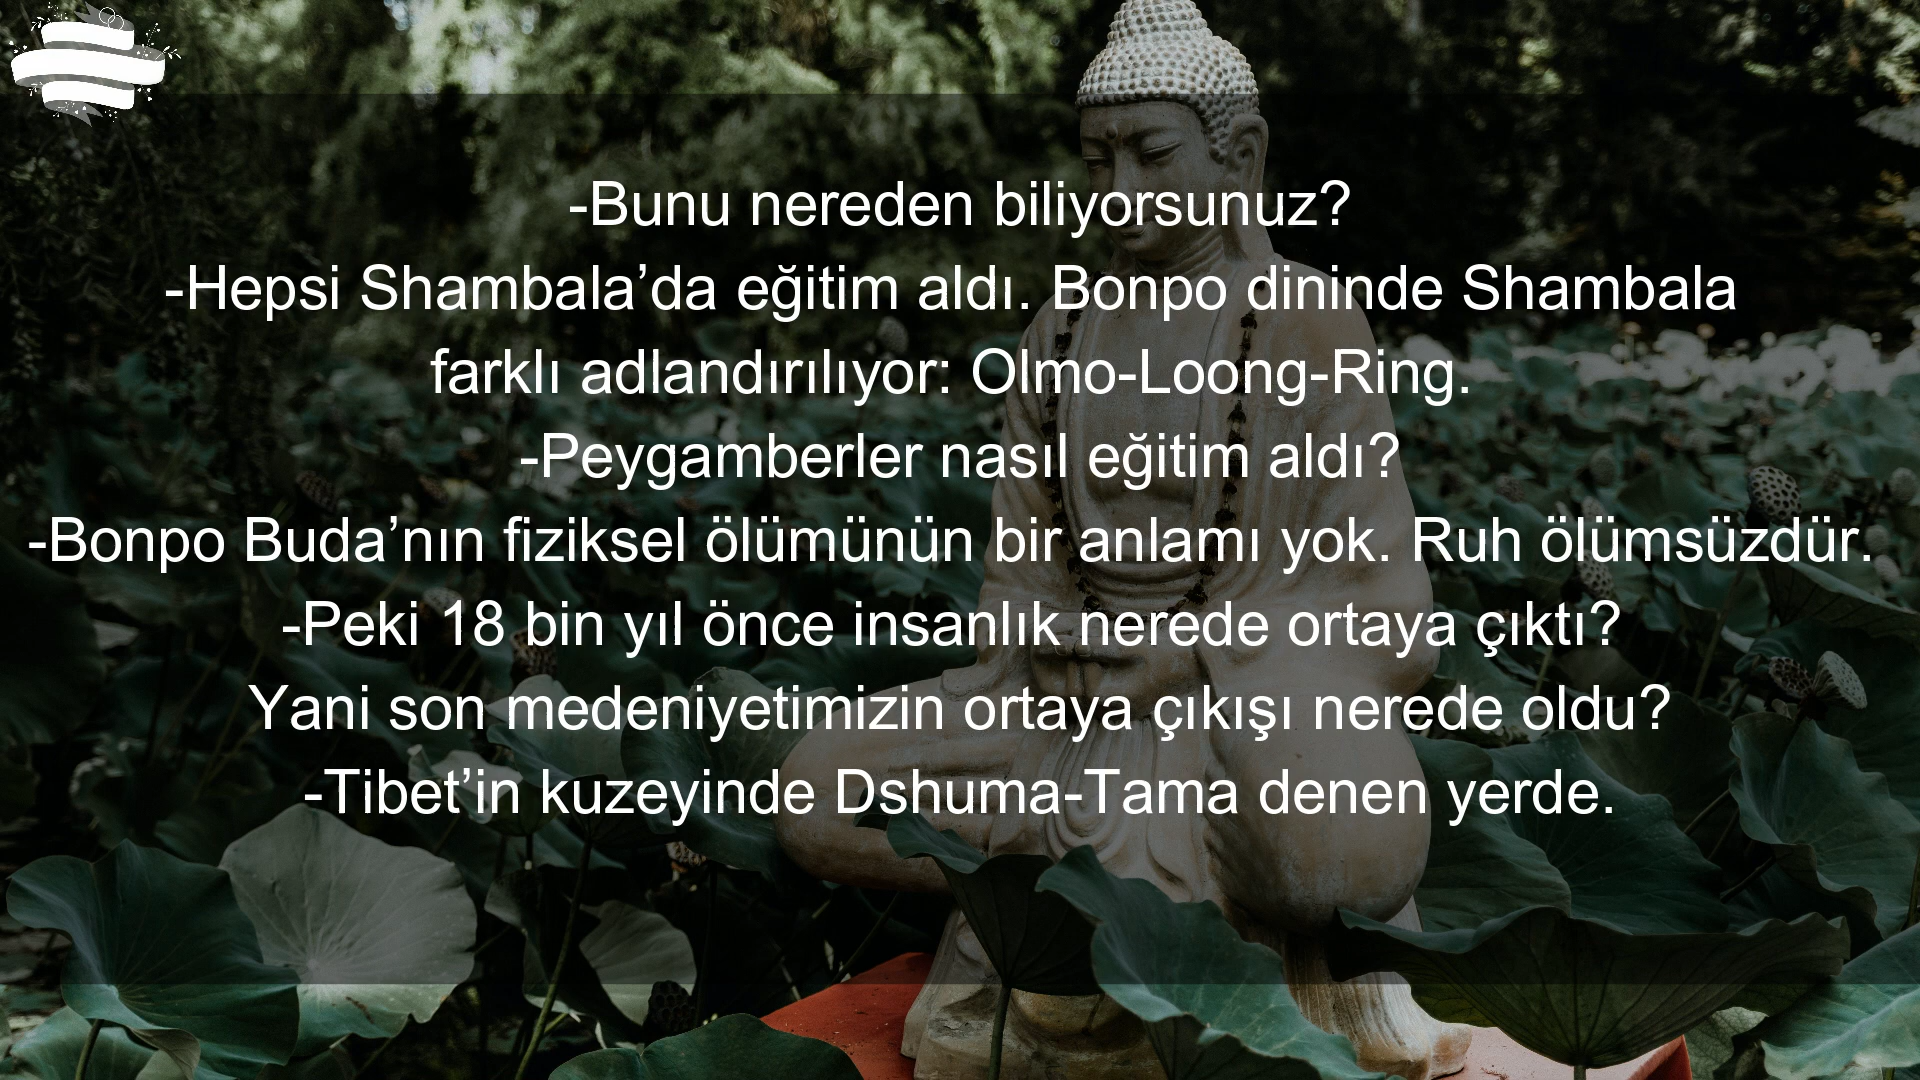 -Bunu nereden biliyorsunuz?
-Hepsi Shambala’da eğitim aldı. Bonpo dininde Shambala
farklı adlandırılıyor: Olmo-Loong-Ring.
-Peygamberler nasıl eğitim aldı?
-Bonpo Buda’nın fiziksel ölümünün bir anlamı yok. Ruh ölümsüzdür.
-Peki 18 bin yıl önce insanlık nerede ortaya çıktı?
Yani son medeniyetimizin ortaya çıkışı nerede oldu?
-Tibet’in kuzeyinde Dshuma-Tama denen yerde.